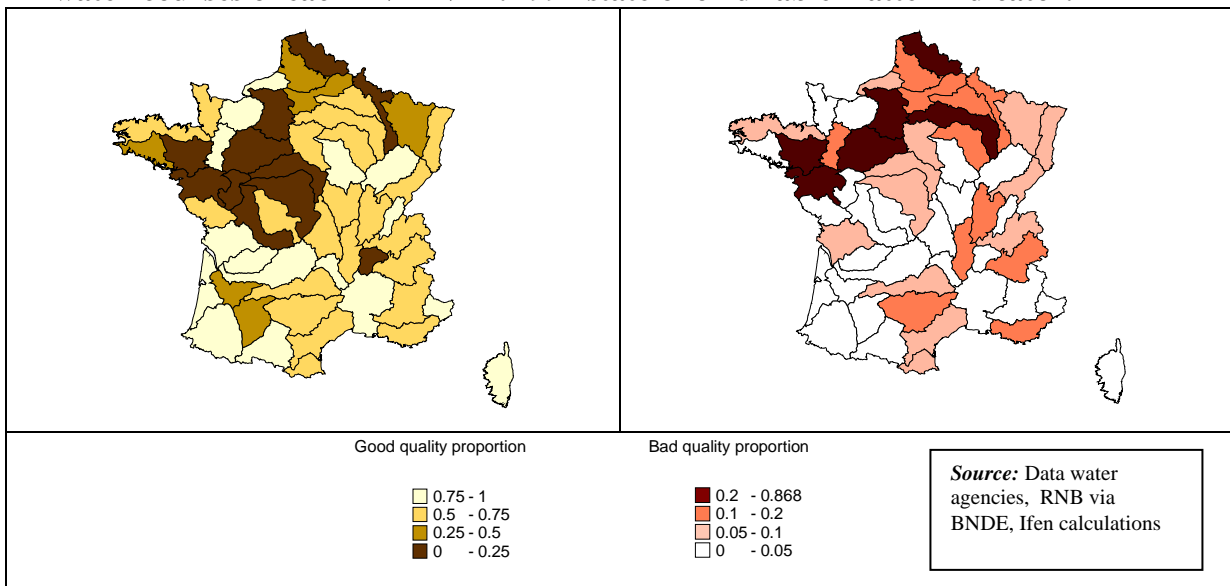 Good quality proportion
0.75 - 1
0.5 - 0.75
0.25 - 0.5
0 - 0.25
Bad quality proportion
0.2 - 0.868
0.1 - 0.2
0.05 - 0.1
0 - 0.05
Source: Data water
agencies, RNB via
BNDE, Ifen calculations